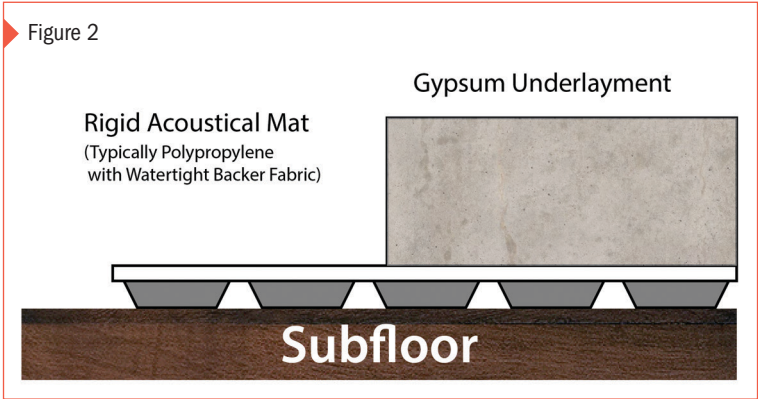 Figure 2
Gypsum Underlayment
Rigid Acoustical Mat
(Typically Polypropylene
with Watertight Backer Fabric)
Subfloor